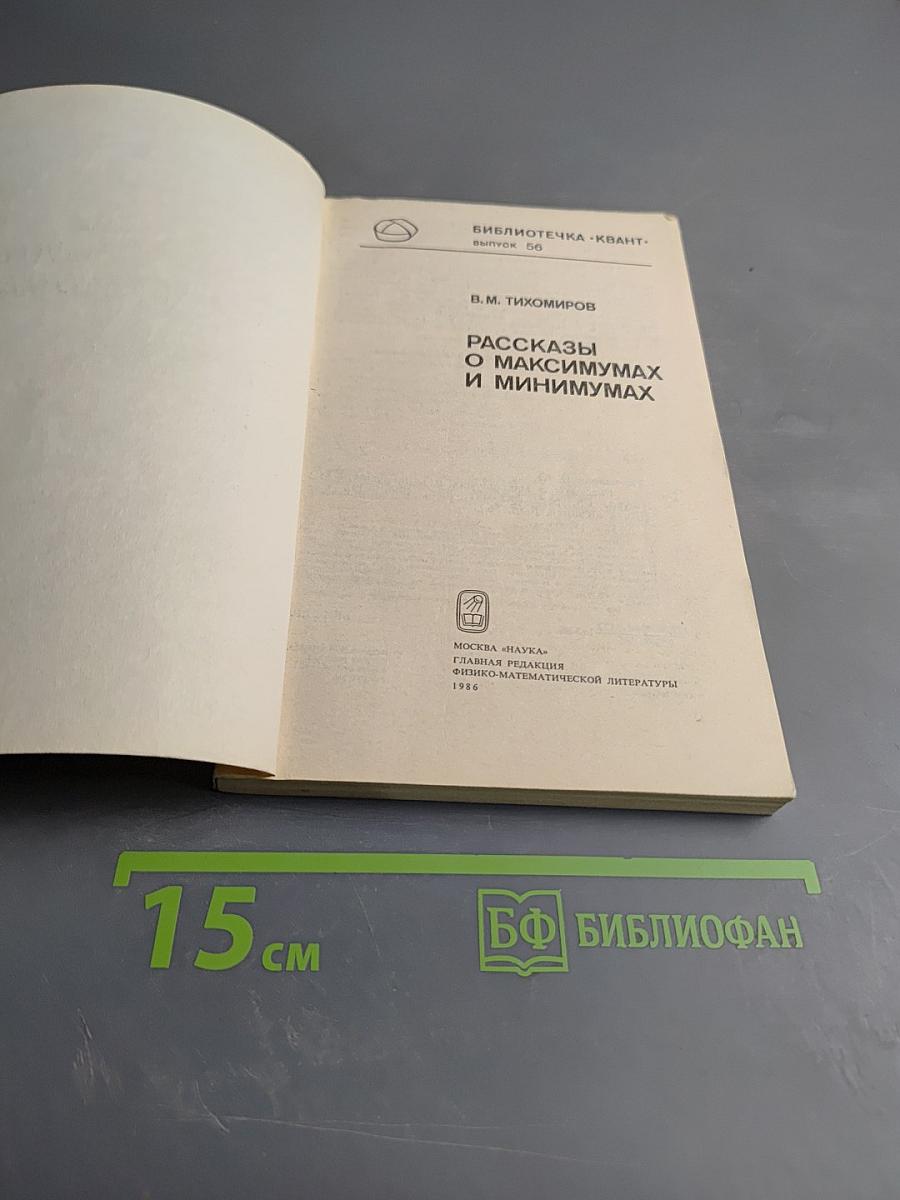 БИБЛИОТЕЧКА «КВАНТ»
выпуск 56
В. М. ТИХОМИРОВ
РАССКАЗЫ
О МАКСИМУМАХ
И МИНИМУМАХ
МОСКВА «НАУКА»
ГЛАВНАЯ РЕДАКЦИЯ
ФИЗИКО-МАТЕМАТИЧЕСКОЙ ЛИТЕРАТУРЫ
1986
15 см
БФ БИБЛИОФАН